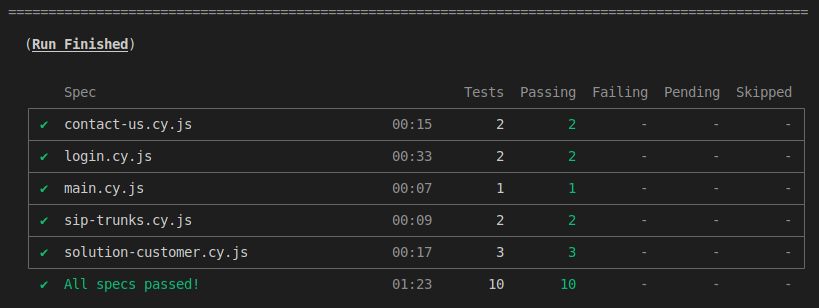 ====================================================================================================
(Run Finished)
Spec Tests Passing Failing Pending Skipped
✔ contact-us.cy.js 00:15 2 2 - - -
✔ login.cy.js 00:33 2 2 - - -
✔ main.cy.js 00:07 1 1 - - -
✔ sip-trunks.cy.js 00:09 2 2 - - -
✔ solution-customer.cy.js 00:17 3 3 - - -
✔ All specs passed! 01:23 10 10 - - -